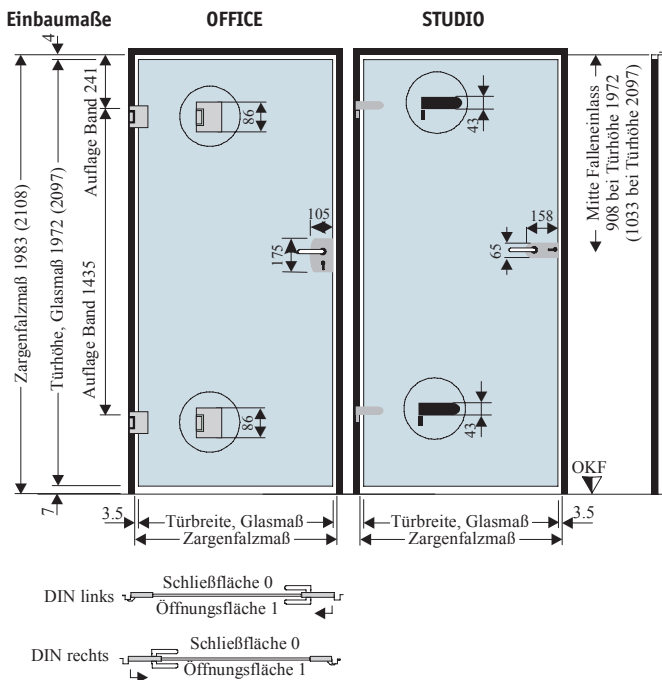 Einbaumaße
OFFICE
STUDIO
4
Zargenfalzmaß 1983 (2108)
Türhöhe, Glasmaß 1972 (2097)
Auflage Band 241
Auflage Band 1435
7
86
105
175
86
43
158
65
43
Mitte Falleneinlass
908 bei Türhöhe 1972
(1033 bei Türhöhe 2097)
OKF
3.5
Türbreite, Glasmaß
Zargenfalzmaß
Türbreite, Glasmaß
Zargenfalzmaß
3.5
DIN links
Schließfläche 0
Öffnungsfläche 1
DIN rechts
Schließfläche 0
Öffnungsfläche 1